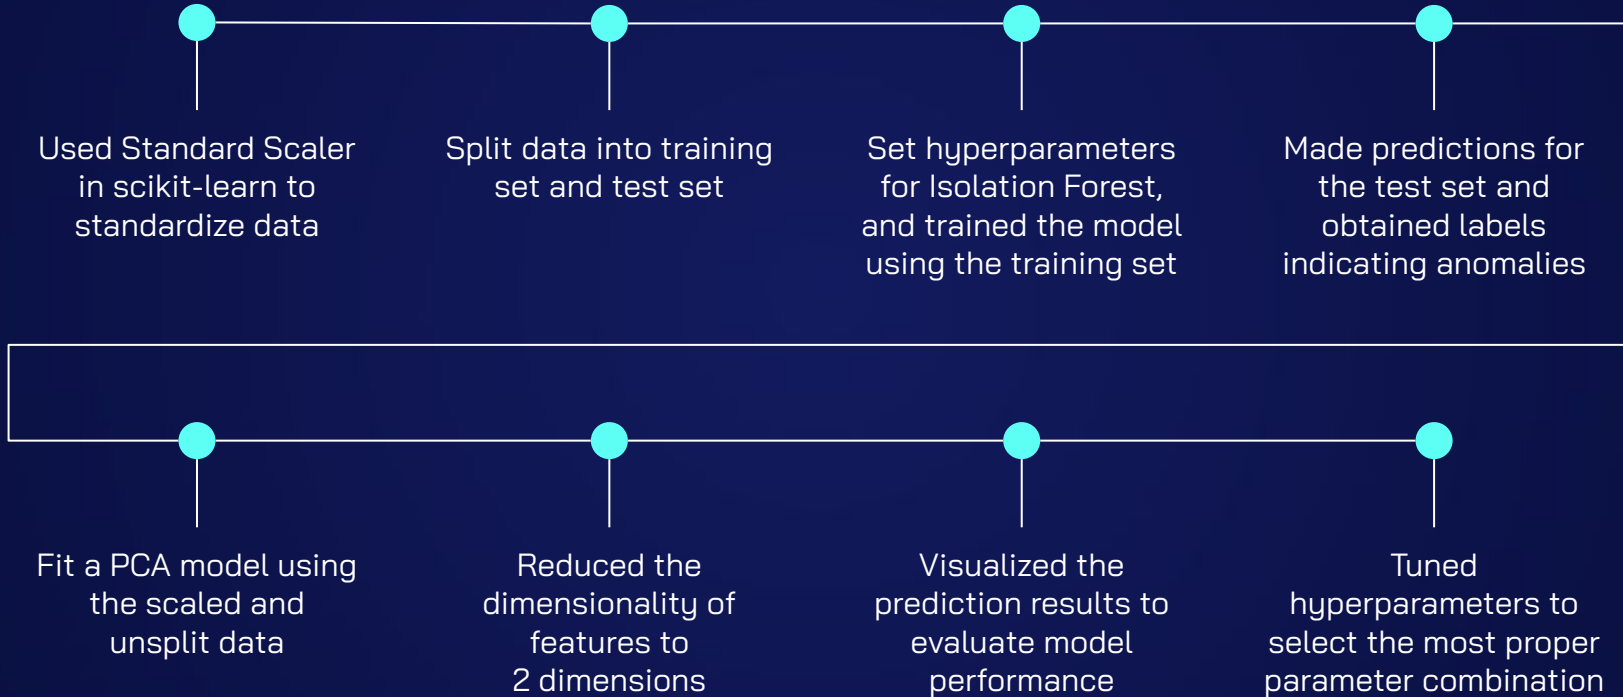 Used Standard Scaler
in scikit-learn to
standardize data
Split data into training
set and test set
Set hyperparameters
for Isolation Forest,
and trained the model
using the training set
Made predictions for
the test set and
obtained labels
indicating anomalies
Fit a PCA model using
the scaled and
unsplit data
Reduced the
dimensionality of
features to
2 dimensions
Visualized the
prediction results to
evaluate model
performance
Tuned
hyperparameters to
select the most proper
parameter combination